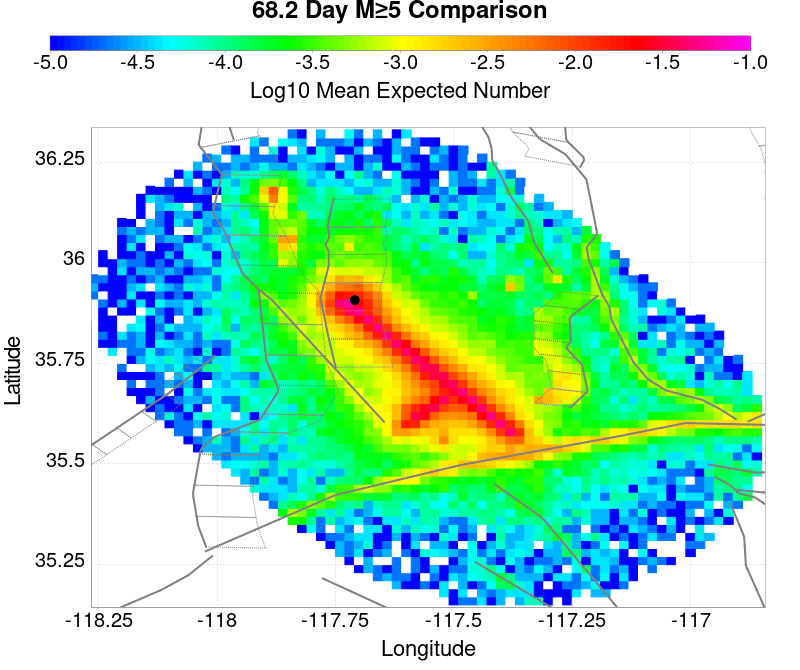 68.2 Day M≥5 Comparison
-5.0 -4.5 -4.0 -3.5 -3.0 -2.5 -2.0 -1.5 -1.0
Log10 Mean Expected Number
36.25
36
35.75
35.5
35.25
Latitude
-118.25 -118 -117.75 -117.5 -117.25 -117
Longitude